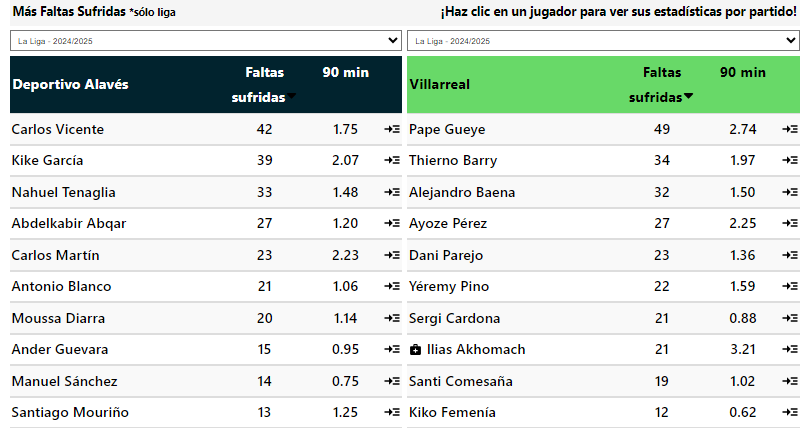 Más Faltas Sufridas *sólo liga
¡Haz clic en un jugador para ver sus estadísticas por partido!
La Liga - 2024/2025
La Liga - 2024/2025
Deportivo Alavés Faltas sufridas 90 min
Carlos Vicente 42 1.75
Kike García 39 2.07
Nahuel Tenaglia 33 1.48
Abdelkabir Abqar 27 1.20
Carlos Martín 23 2.23
Antonio Blanco 21 1.06
Moussa Diarra 20 1.14
Ander Guevara 15 0.95
Manuel Sánchez 14 0.75
Santiago Mouriño 13 1.25
Villarreal Faltas sufridas 90 min
Pape Gueye 49 2.74
Thierno Barry 34 1.97
Alejandro Baena 32 1.50
Ayoze Pérez 27 2.25
Dani Parejo 23 1.36
Yéremy Pino 22 1.59
Sergi Cardona 21 0.88
Ilias Akhomach 21 3.21
Santi Comesaña 19 1.02
Kiko Femenía 12 0.62